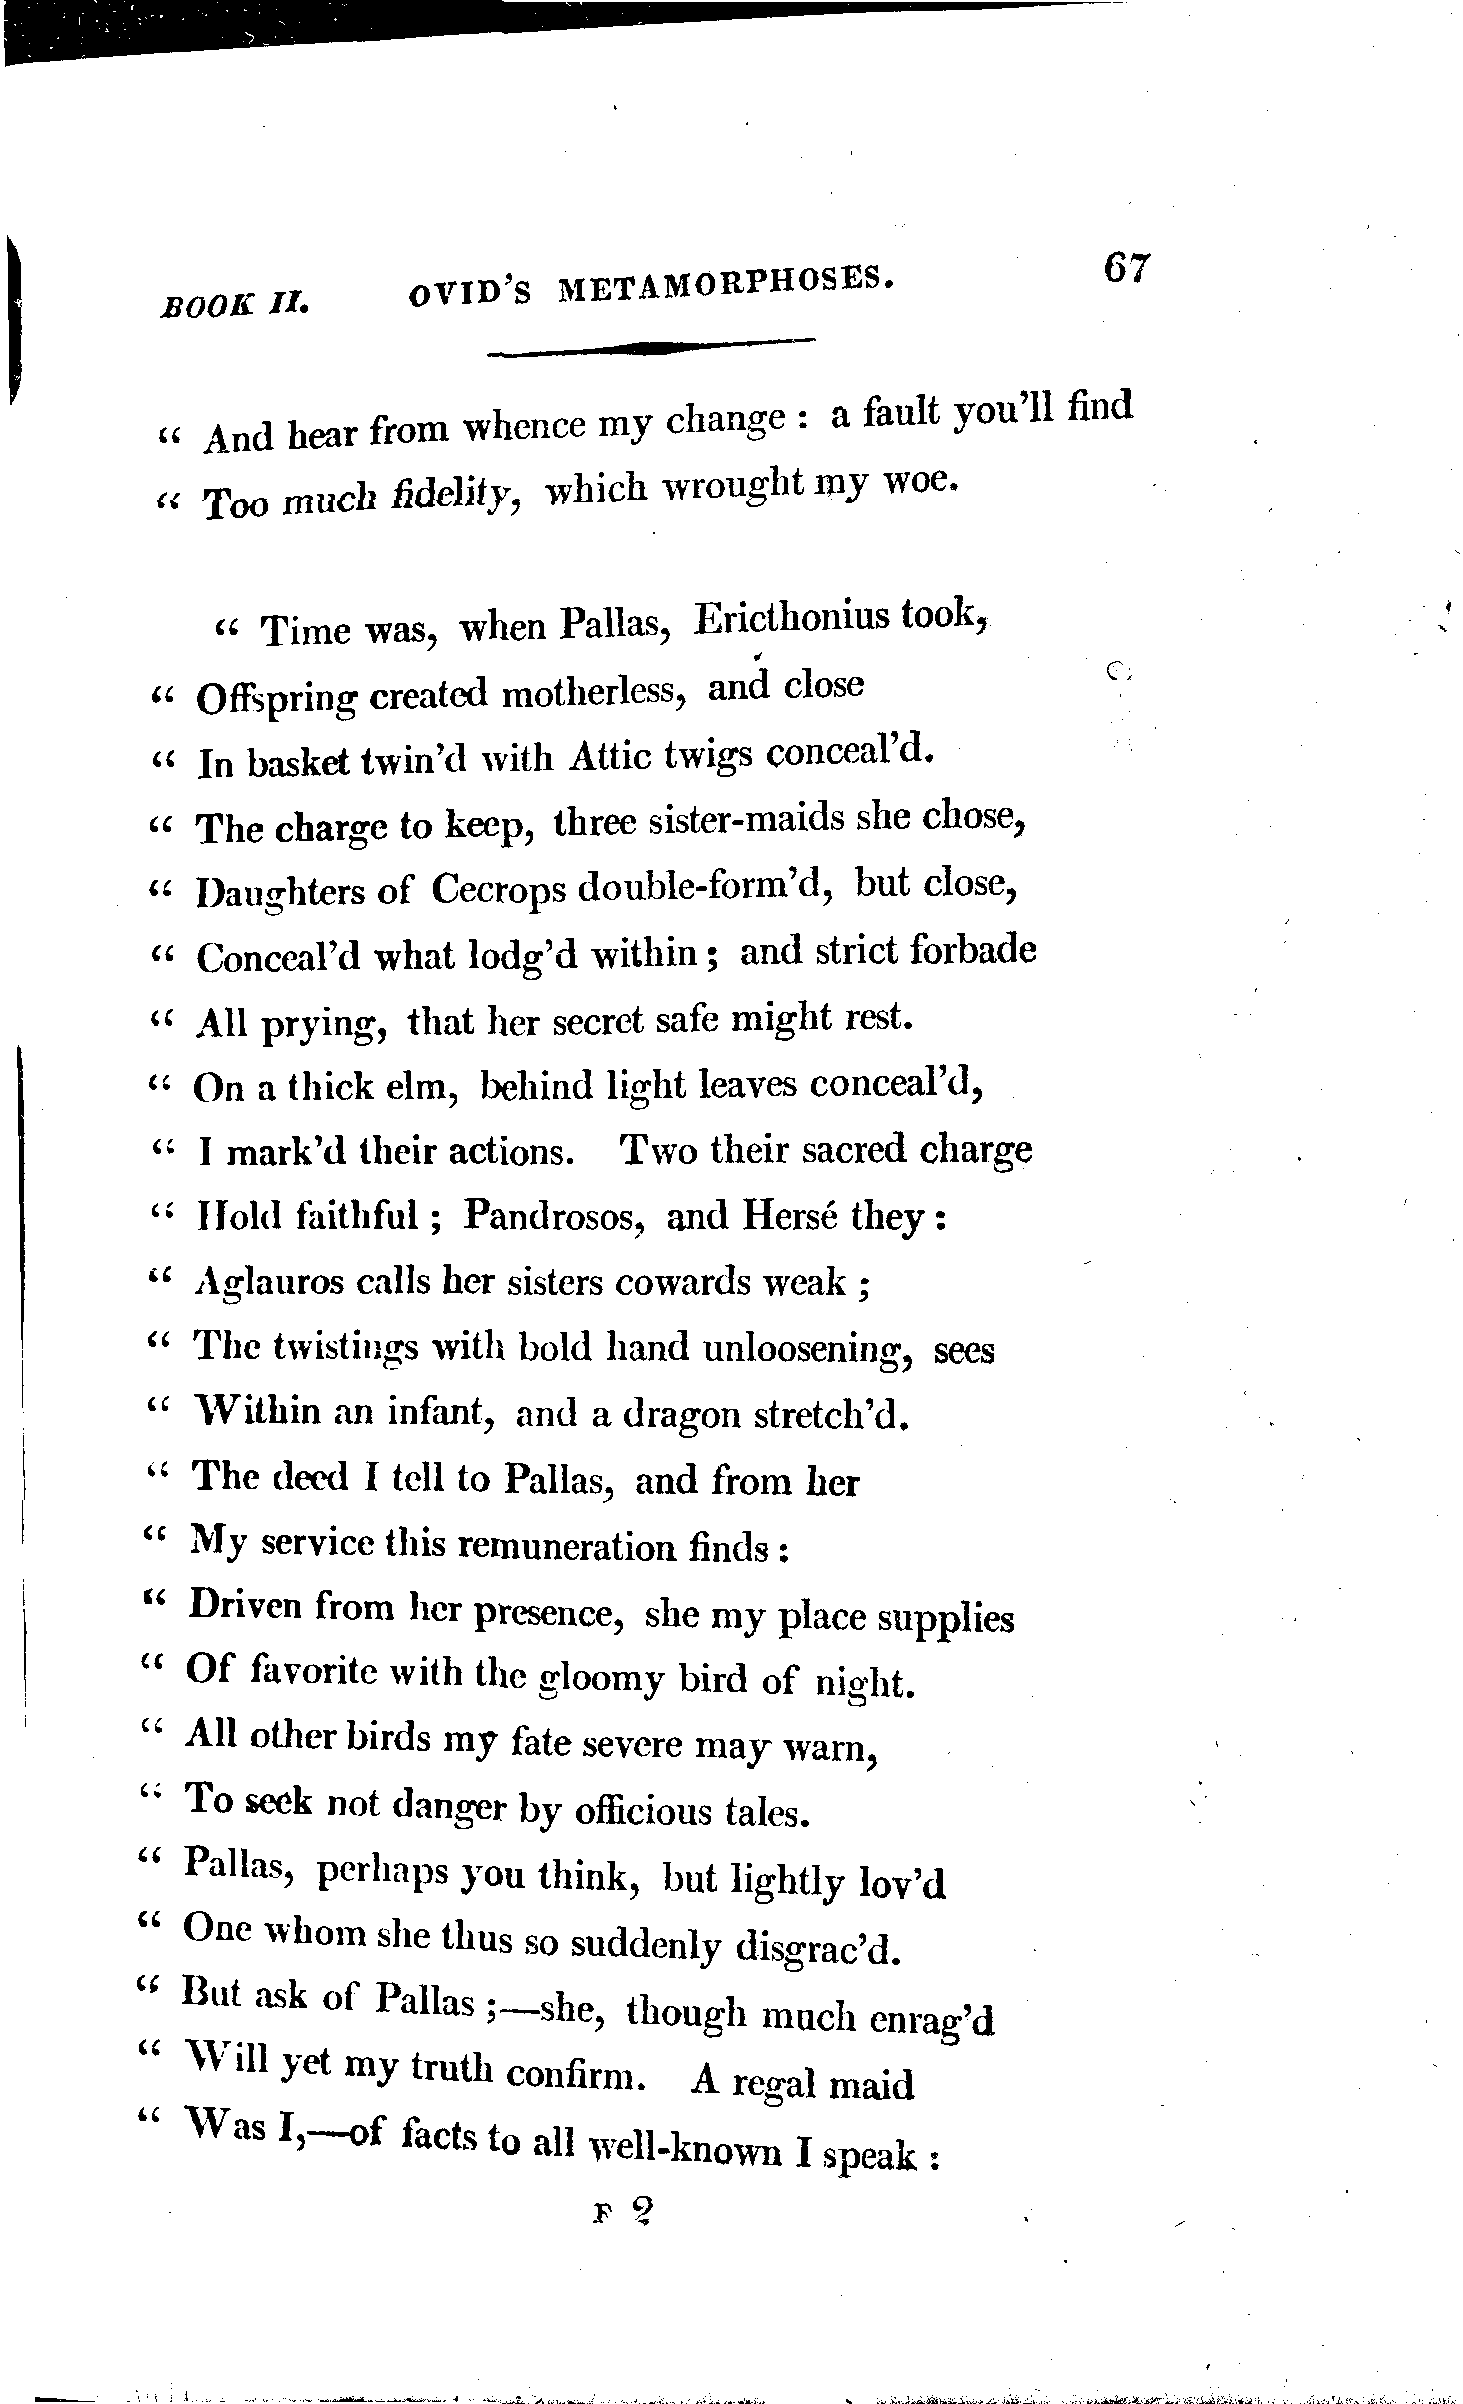 BOOK II. OVID'S METAMORPHOSES. 67
“ And hear from whence my change : a fault you'll find
“ Too much fidelity, which wrought my woe.
“ Time was, when Pallas, Ericthonius took,
“ Offspring created motherless, and close
“ In basket twin'd with Attic twigs conceal'd.
“ The charge to keep, three sister-maids she chose,
“ Daughters of Cecrops double-form'd, but close,
“ Conceal'd what lodg'd within ; and strict forbade
“ All prying, that her secret safe might rest.
“ On a thick elm, behind light leaves conceal'd,
“ I mark'd their actions. Two their sacred charge
“ Hold faithful ; Pandrosos, and Hersé they :
“ Aglauros calls her sisters cowards weak ;
“ The twistings with bold hand unloosening, sees
“ Within an infant, and a dragon stretch'd.
“ The deed I tell to Pallas, and from her
“ My service this remuneration finds :
“ Driven from her presence, she my place supplies
“ Of favorite with the gloomy bird of night.
“ All other birds my fate severe may warn,
“ To seek not danger by officious tales.
“ Pallas, perhaps you think, but lightly lov'd
“ One whom she thus so suddenly disgrac'd.
“ But ask of Pallas ;—she, though much enrag'd
“ Will yet my truth confirm. A regal maid
“ Was I,—of facts to all well-known I speak :
F 2